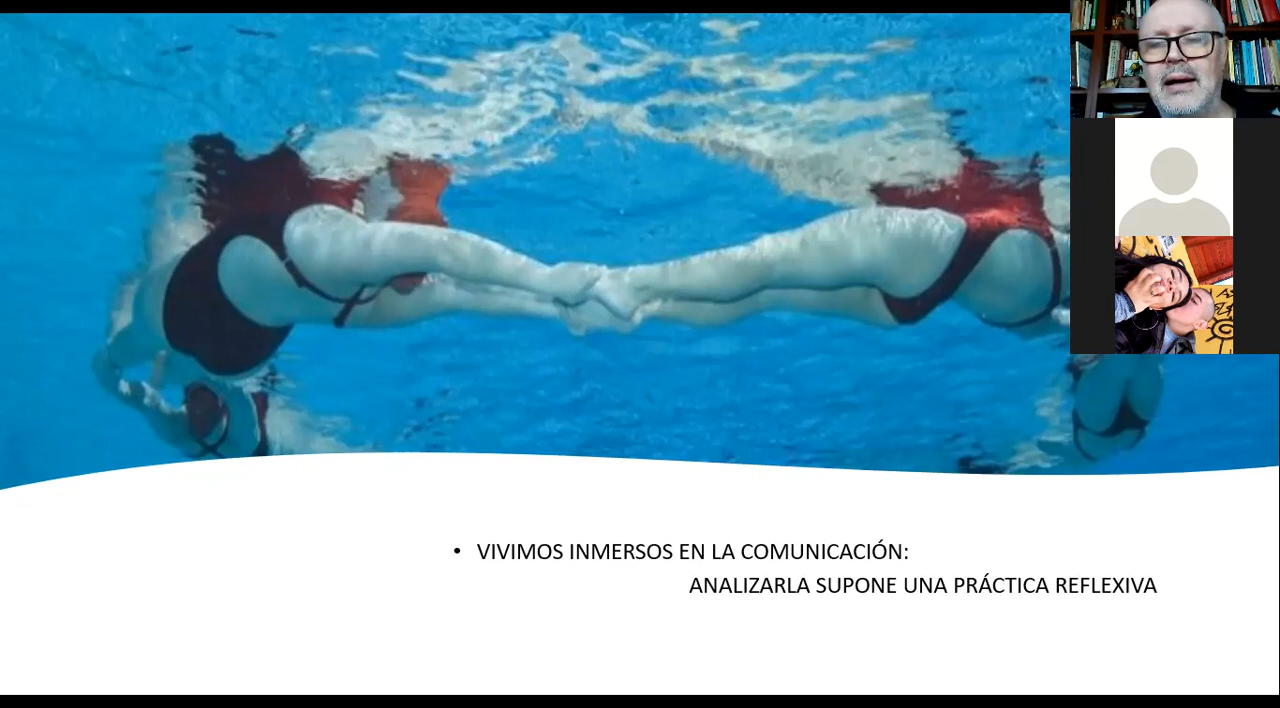 • VIVIMOS INMERSOS EN LA COMUNICACIÓN:
ANALIZARLA SUPONE UNA PRÁCTICA REFLEXIVA